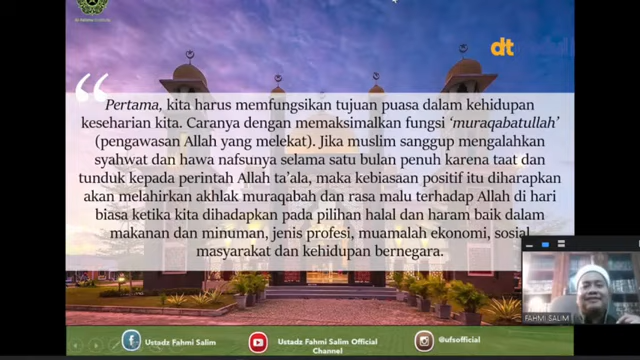 dt
“
Pertama, kita harus memfungsikan tujuan puasa dalam kehidupan
keseharian kita. Caranya dengan memaksimalkan fungsi ‘muraqabatullah’
(pengawasan Allah yang melekat). Jika muslim sanggup mengalahkan
syahwat dan hawa nafsunya selama satu bulan penuh karena taat dan
tunduk kepada perintah Allah ta’ala, maka kebiasaan positif itu diharapkan
akan melahirkan akhlak muraqabah dan rasa malu terhadap Allah di hari
biasa ketika kita dihadapkan pada pilihan halal dan haram baik dalam
makanan dan minuman, jenis profesi, muamalah ekonomi, sosial
masyarakat dan kehidupan bernegara.
FAHMI SALIM
Ustadz Fahmi Salim
Ustadz Fahmi Salim Official
Channel
@ufsofficial